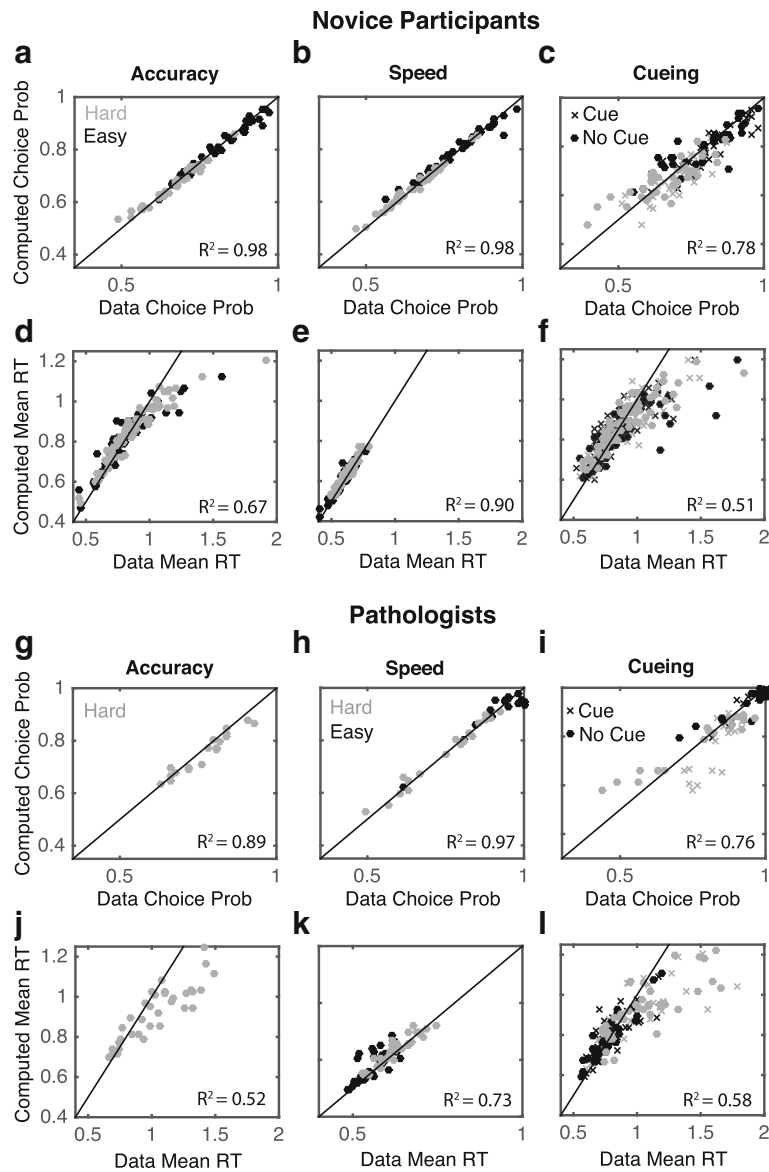 Novice Participants
a b c
Accuracy Speed Cueing
Computed Choice Prob
1
0.8
0.6
0.4
Hard
Easy
R² = 0.98
0.5 1
Data Choice Prob
R² = 0.98
0.5 1
Data Choice Prob
× Cue
No Cue
R² = 0.78
0.5 1
Data Choice Prob
d e f
Computed Mean RT
1.2
1
0.8
0.6
0.4
R² = 0.67
0.5 1 1.5 2
Data Mean RT
R² = 0.90
0.5 1 1.5 2
Data Mean RT
R² = 0.51
0.5 1 1.5 2
Data Mean RT
Pathologists
g h i
Accuracy Speed Cueing
Computed Choice Prob
1
0.8
0.6
0.4
Hard
R² = 0.89
0.5 1
Data Choice Prob
Hard
Easy
R² = 0.97
0.5 1
Data Choice Prob
× Cue
No Cue
R² = 0.76
0.5 1
Data Choice Prob
j k l
Computed Mean RT
1.2
1
0.8
0.6
0.4
R² = 0.52
0.5 1 1.5 2
Data Mean RT
R² = 0.73
0.5 1
Data Mean RT
R² = 0.58
0.5 1 1.5 2
Data Mean RT